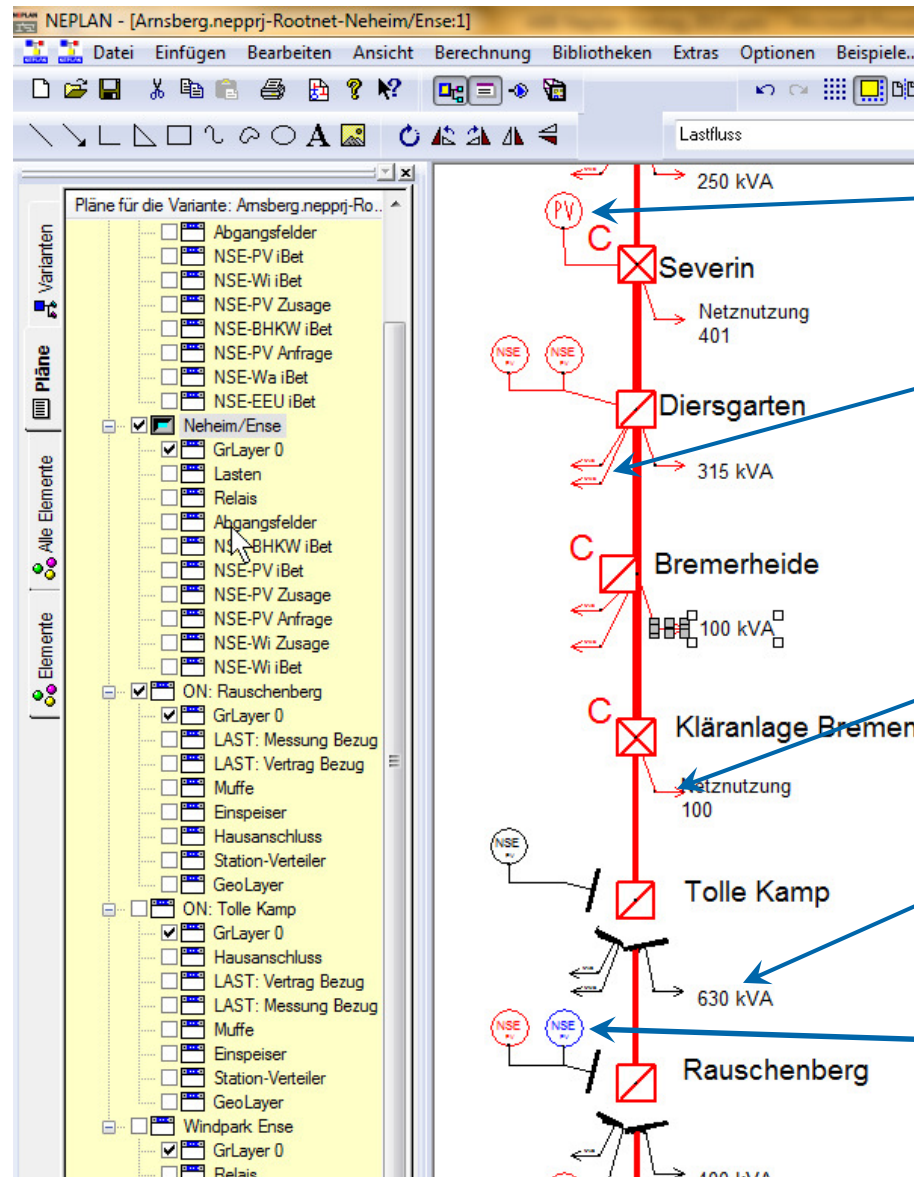 NEPLAN - [Arnsberg.nepprj-Rootnet-Neheim/Ense:1]
Datei Einfügen Bearbeiten Ansicht Berechnung Bibliotheken Extras Optionen Beispiele..
Lastfluss
Varianten
Pläne
Alle Elemente
Elemente
Pläne für die Variante: Arnsberg.nepprj-Ro..
Abgangsfelder
NSE-PV iBet
NSE-Wi iBet
NSE-PV Zusage
NSE-BHKW iBet
NSE-PV Anfrage
NSE-Wa iBet
NSE-EEU iBet
Neheim/Ense
GrLayer 0
Lasten
Relais
Abgangsfelder
NSE-BHKW iBet
NSE-PV iBet
NSE-PV Zusage
NSE-PV Anfrage
NSE-Wi Zusage
NSE-Wi iBet
ON: Rauschenberg
GrLayer 0
LAST: Messung Bezug
LAST: Vertrag Bezug
Muffe
Einspeiser
Hausanschluss
Station-Verteiler
GeoLayer
ON: Tolle Kamp
GrLayer 0
Hausanschluss
LAST: Vertrag Bezug
LAST: Messung Bezug
Muffe
Einspeiser
Station-Verteiler
GeoLayer
Windpark Ense
GrLayer 0
Relais
250 kVA
PV
C
Severin
Netznutzung
401
NSE PV NSE PV
Diersgarten
315 kVA
C
Bremerheide
100 kVA
C
Kläranlage Bremen
Netznutzung
100
NSE PV
Tolle Kamp
630 kVA
NSE PV NSE PV
Rauschenberg
400 kVA